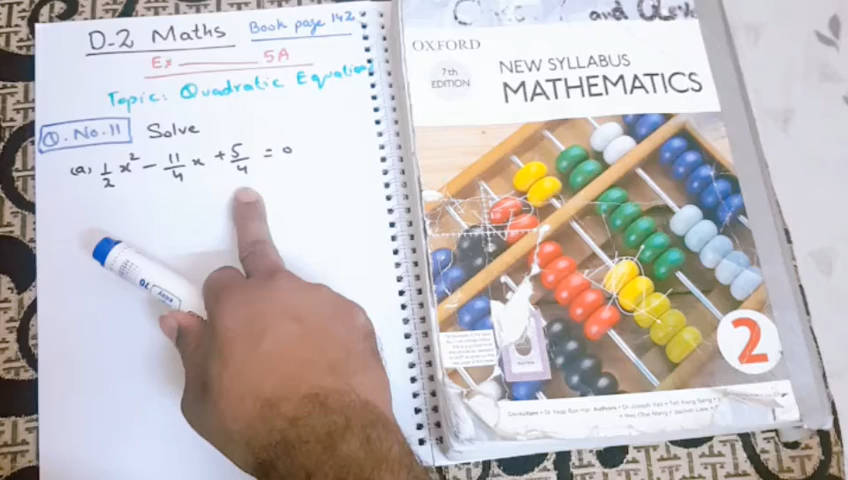 D-2 Maths Book page 142
Ex 5A
Topic: Quadratic Equations
Q.No.11 Solve
(a) 1/2 x² - 11/4 x + 5/4 = 0
and
OXFORD
7th
EDITION
NEW SYLLABUS
MATHEMATICS
2